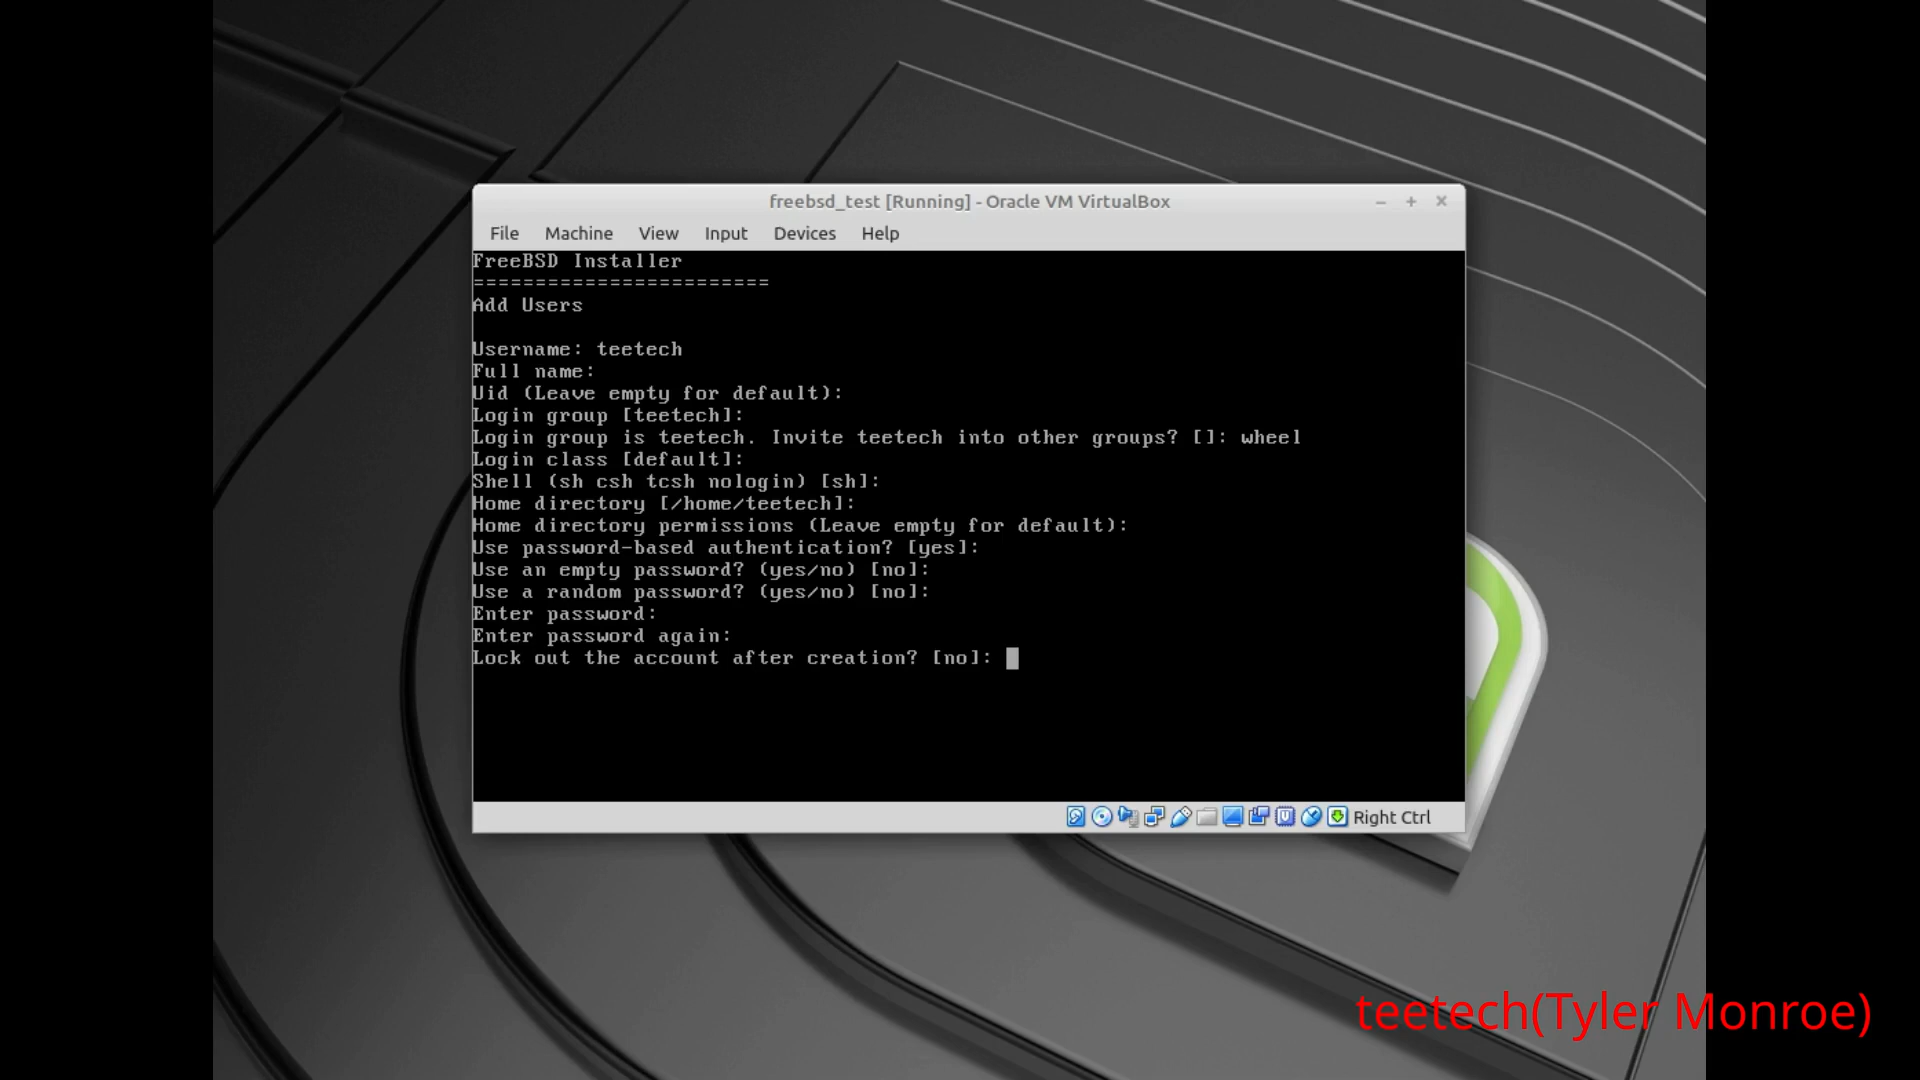 freebsd_test [Running] - Oracle VM VirtualBox
File Machine View Input Devices Help
FreeBSD Installer
========================
Add Users
Username: teetech
Full name:
Uid (Leave empty for default):
Login group [teetech]:
Login group is teetech. Invite teetech into other groups? []: wheel
Login class [default]:
Shell (sh csh tcsh nologin) [sh]:
Home directory [/home/teetech]:
Home directory permissions (Leave empty for default):
Use password-based authentication? [yes]:
Use an empty password? (yes/no) [no]:
Use a random password? (yes/no) [no]:
Enter password:
Enter password again:
Lock out the account after creation? [no]:
Right Ctrl
teetech(Tyler Monroe)